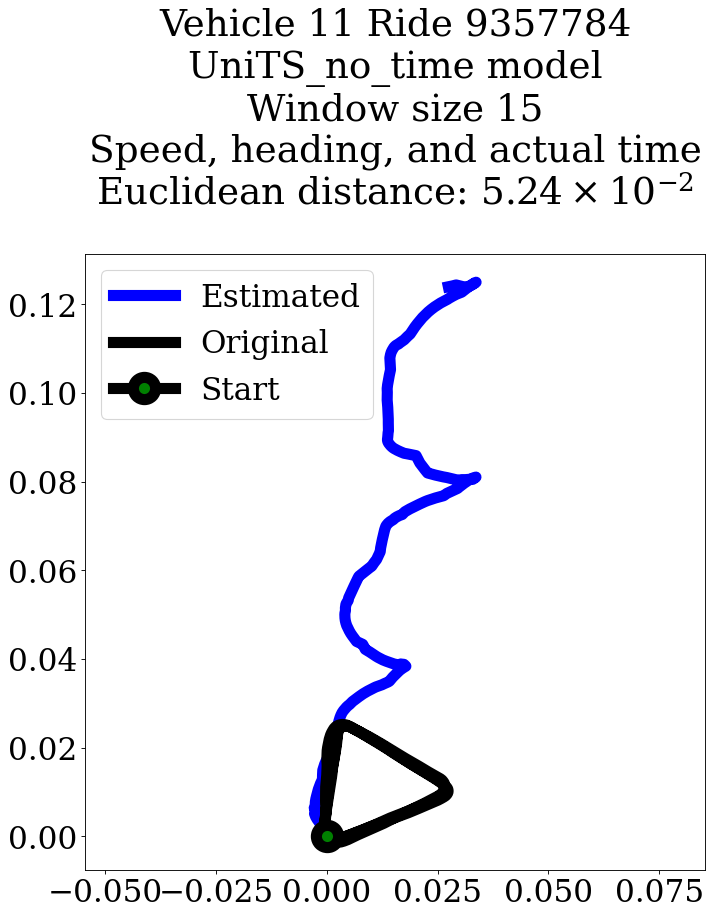 Vehicle 11 Ride 9357784
UniTS_no_time model
Window size 15
Speed, heading, and actual time
Euclidean distance: 5.24 × 10⁻²
Estimated
Original
Start
0.12
0.10
0.08
0.06
0.04
0.02
0.00
−0.050 −0.025 0.000 0.025 0.050 0.075